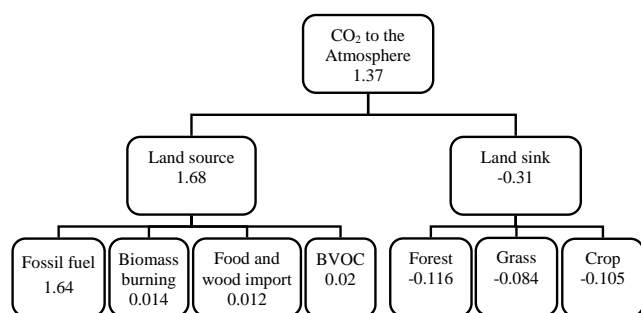 CO₂ to the
Atmosphere
1.37
Land source
1.68
Land sink
-0.31
Fossil fuel
1.64
Biomass
burning
0.014
Food and
wood import
0.012
BVOC
0.02
Forest
-0.116
Grass
-0.084
Crop
-0.105